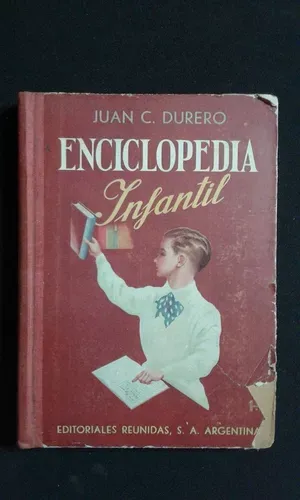 JUAN C. DURERO
ENCICLOPEDIA
Infantil
EDITORIALES REUNIDAS, S. A. ARGENTINA